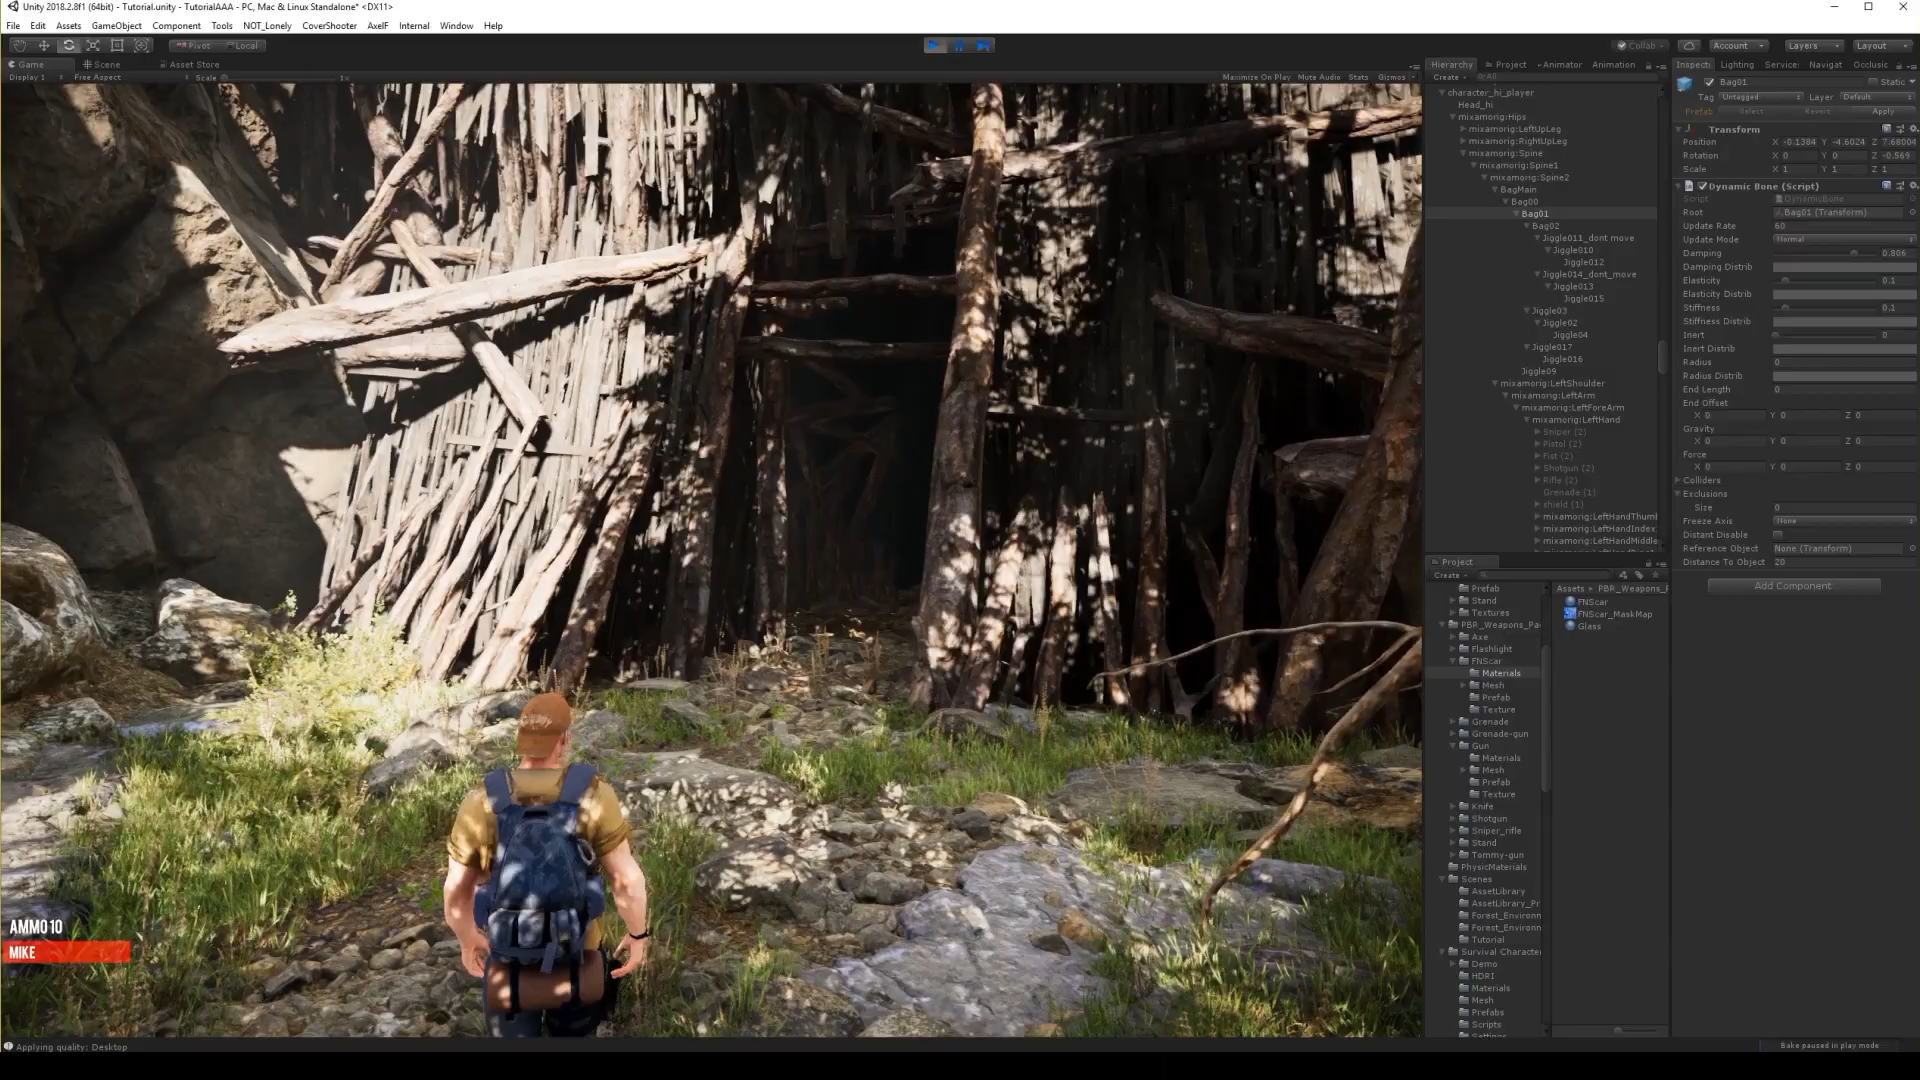 Unity 2018.2.8f1 (64bit) - Tutorial.unity - TutorialAAA - PC, Mac & Linux Standalone* <DX11>
File Edit Assets GameObject Component Tools NOT_Lonely CoverShooter AxelF Internal Window Help
Pivot Local
Collab Account Layers Layout
Game Scene Asset Store
Display 1 Free Aspect Scale 1x
Maximize On Play Mute Audio Stats Gizmos
AMMO 10
MIKE
Applying quality: Desktop
Hierarchy Project Animator Animation
Create All
character_hi_player
Head_hi
mixamorig:Hips
mixamorig:LeftUpLeg
mixamorig:RightUpLeg
mixamorig:Spine
mixamorig:Spine1
mixamorig:Spine2
BagMain
Bag00
Bag01
Bag02
Jiggle011_dont move
Jiggle010
Jiggle012
Jiggle014_dont_move
Jiggle013
Jiggle015
Jiggle03
Jiggle02
Jiggle04
Jiggle017
Jiggle016
Jiggle09
mixamorig:LeftShoulder
mixamorig:LeftArm
mixamorig:LeftForeArm
mixamorig:LeftHand
Sniper (2)
Pistol (2)
Fist (2)
Shotgun (2)
Rifle (2)
Grenade (1)
shield (1)
mixamorig:LeftHandThuml
mixamorig:LeftHandIndex
mixamorig:LeftHandMiddle
Project
Create
Prefab
Stand
Textures
PBR_Weapons_Pa
Axe
Flashlight
FNScar
Materials
Mesh
Prefab
Texture
Grenade
Grenade-gun
Gun
Materials
Mesh
Prefab
Texture
Knife
Shotgun
Sniper_rifle
Stand
Tommy-gun
PhysicMaterials
Scenes
AssetLibrary
AssetLibrary_Pr
Forest_Environn
Forest_Environn
Tutorial
Survival Character
Demo
HDRI
Materials
Mesh
Prefabs
Scripts
Assets PBR_Weapons_F
FNScar
FNScar_MaskMap
Glass
Inspect Lighting Service Navigat Occlusic
Bag01 Static
Tag Untagged Layer Default
Prefab Select Revert Apply
Transform
Position X -0.1384 Y -4.6024 Z 7.68004
Rotation X 0 Y 0 Z -0.569
Scale X 1 Y 1 Z 1
Dynamic Bone (Script)
Script DynamicBone
Root Bag01 (Transform)
Update Rate 60
Update Mode Normal
Damping 0.806
Damping Distrib
Elasticity 0.1
Elasticity Distrib
Stiffness 0.1
Stiffness Distrib
Inert 0
Inert Distrib
Radius 0
Radius Distrib
End Length 0
End Offset
X 0 Y 0 Z 0
Gravity
X 0 Y 0 Z 0
Force
X 0 Y 0 Z 0
Colliders
Exclusions
Size 0
Freeze Axis None
Distant Disable
Reference Object None (Transform)
Distance To Object 20
Add Component
Bake paused in play mode